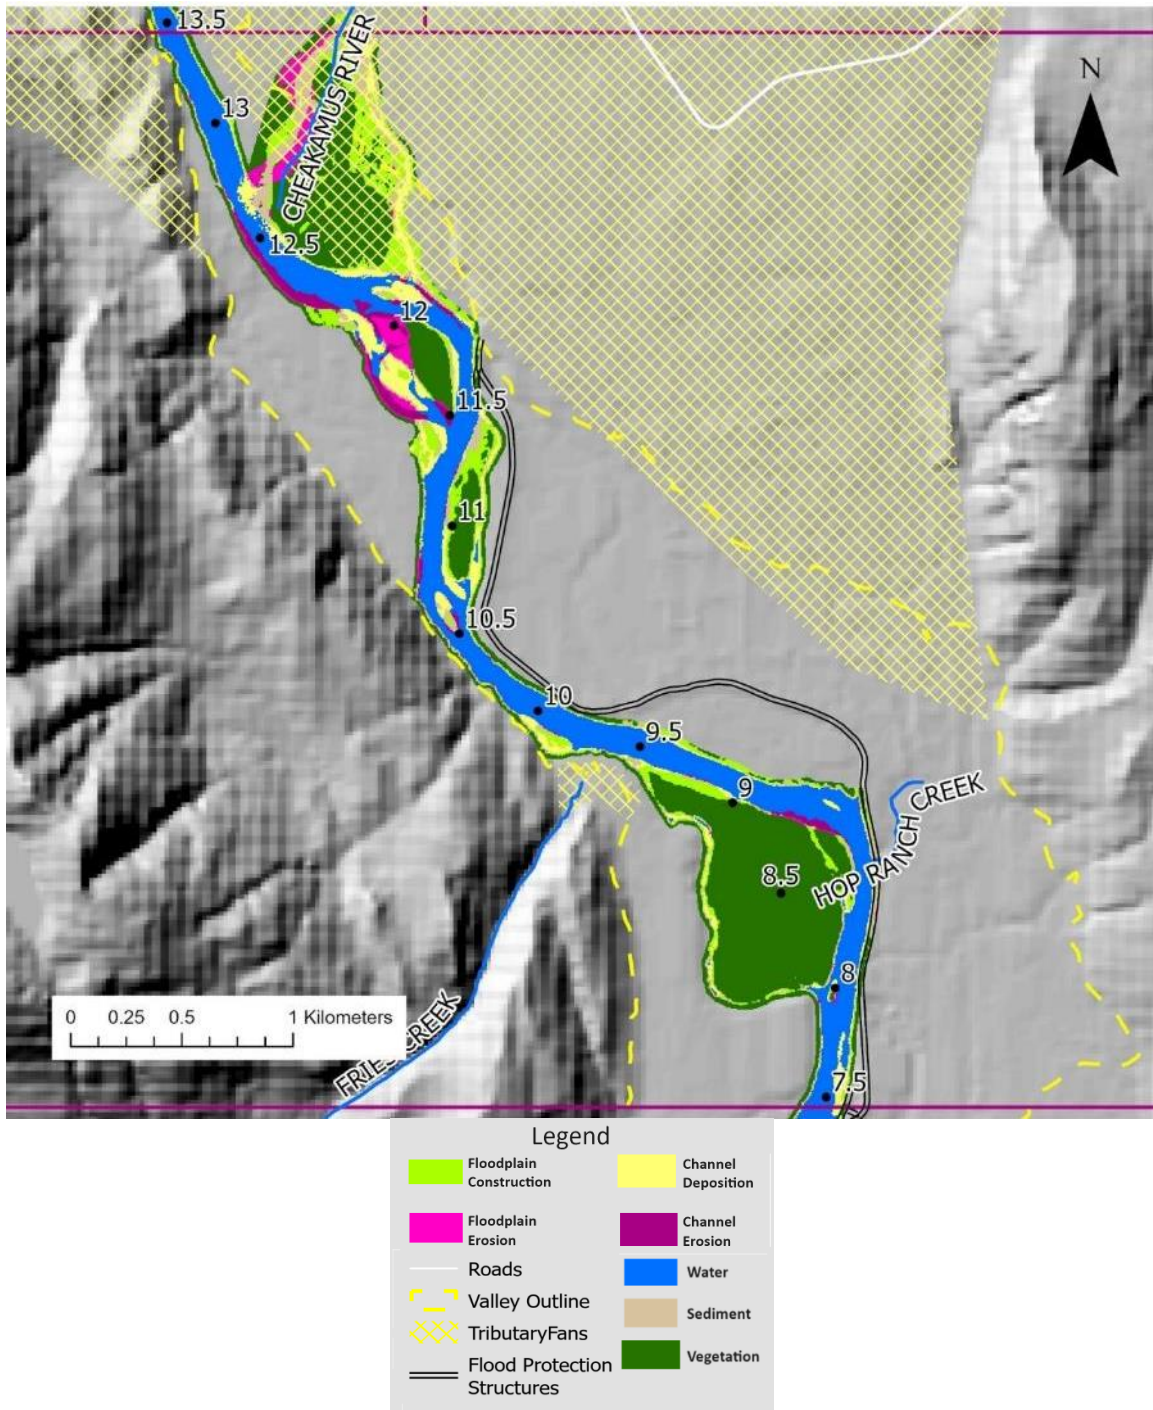 13.5
CHEAKAMUS RIVER
N
13
12.5
12
11.5
11
10.5
10
9.5
9
HOP RANCH CREEK
8.5
8
0 0.25 0.5 1 Kilometers
FRIES CREEK
7.5
Legend
Floodplain
Construction
Channel
Deposition
Floodplain
Erosion
Channel
Erosion
Roads
Water
Valley Outline
Sediment
TributaryFans
Vegetation
Flood Protection
Structures